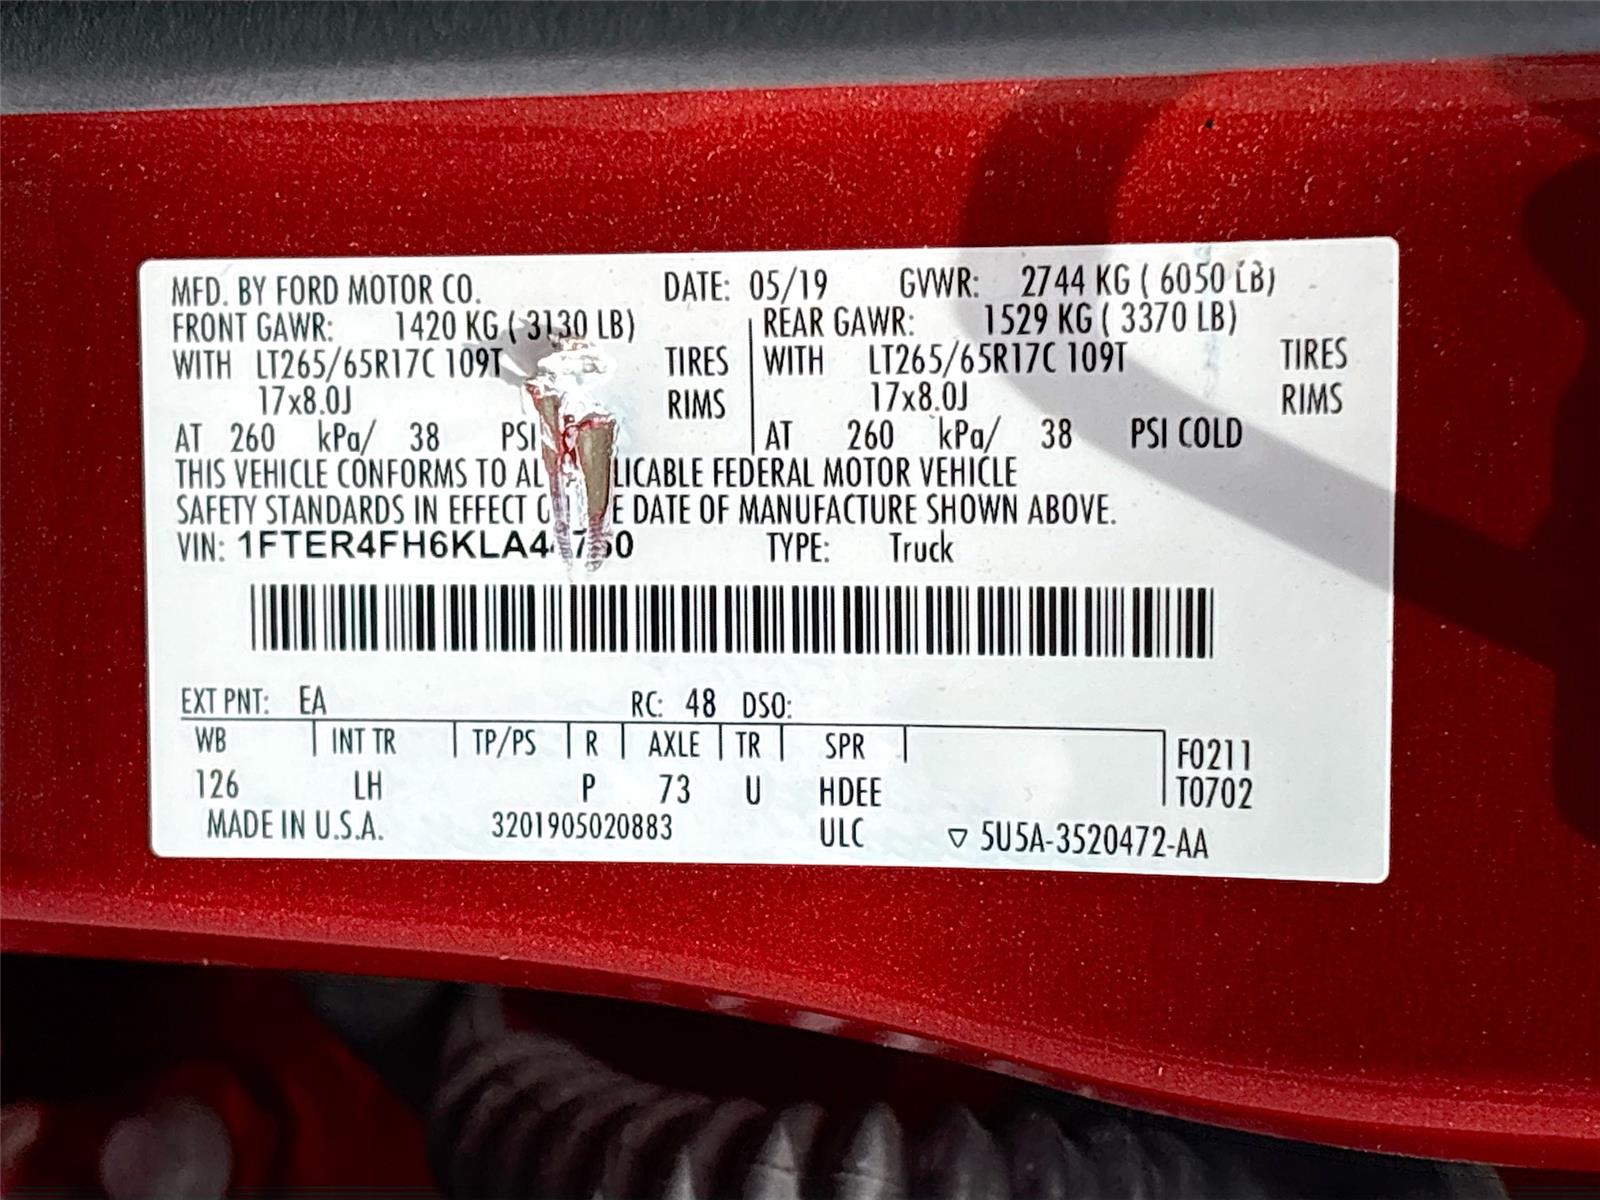 MFD. BY FORD MOTOR CO. DATE: 05/19 GVWR: 2744 KG ( 6050 LB)
FRONT GAWR: 1420 KG ( 3130 LB) REAR GAWR: 1529 KG ( 3370 LB)
WITH LT265/65R17C 109T TIRES WITH LT265/65R17C 109T TIRES
17x8.0J RIMS 17x8.0J RIMS
AT 260 kPa/ 38 PSI AT 260 kPa/ 38 PSI COLD
THIS VEHICLE CONFORMS TO FEDERAL MOTOR VEHICLE
SAFETY STANDARDS IN EFFECT DATE OF MANUFACTURE SHOWN ABOVE.
VIN: TYPE: Truck
EXT PNT: EA RC: 48 DSO:
WB INT TR TP/PS R AXLE TR SPR F0211
126 LH P 73 U HDEE T0702
MADE IN U.S.A. 3201905020883 ULC ▽ 5U5A-3520472-AA